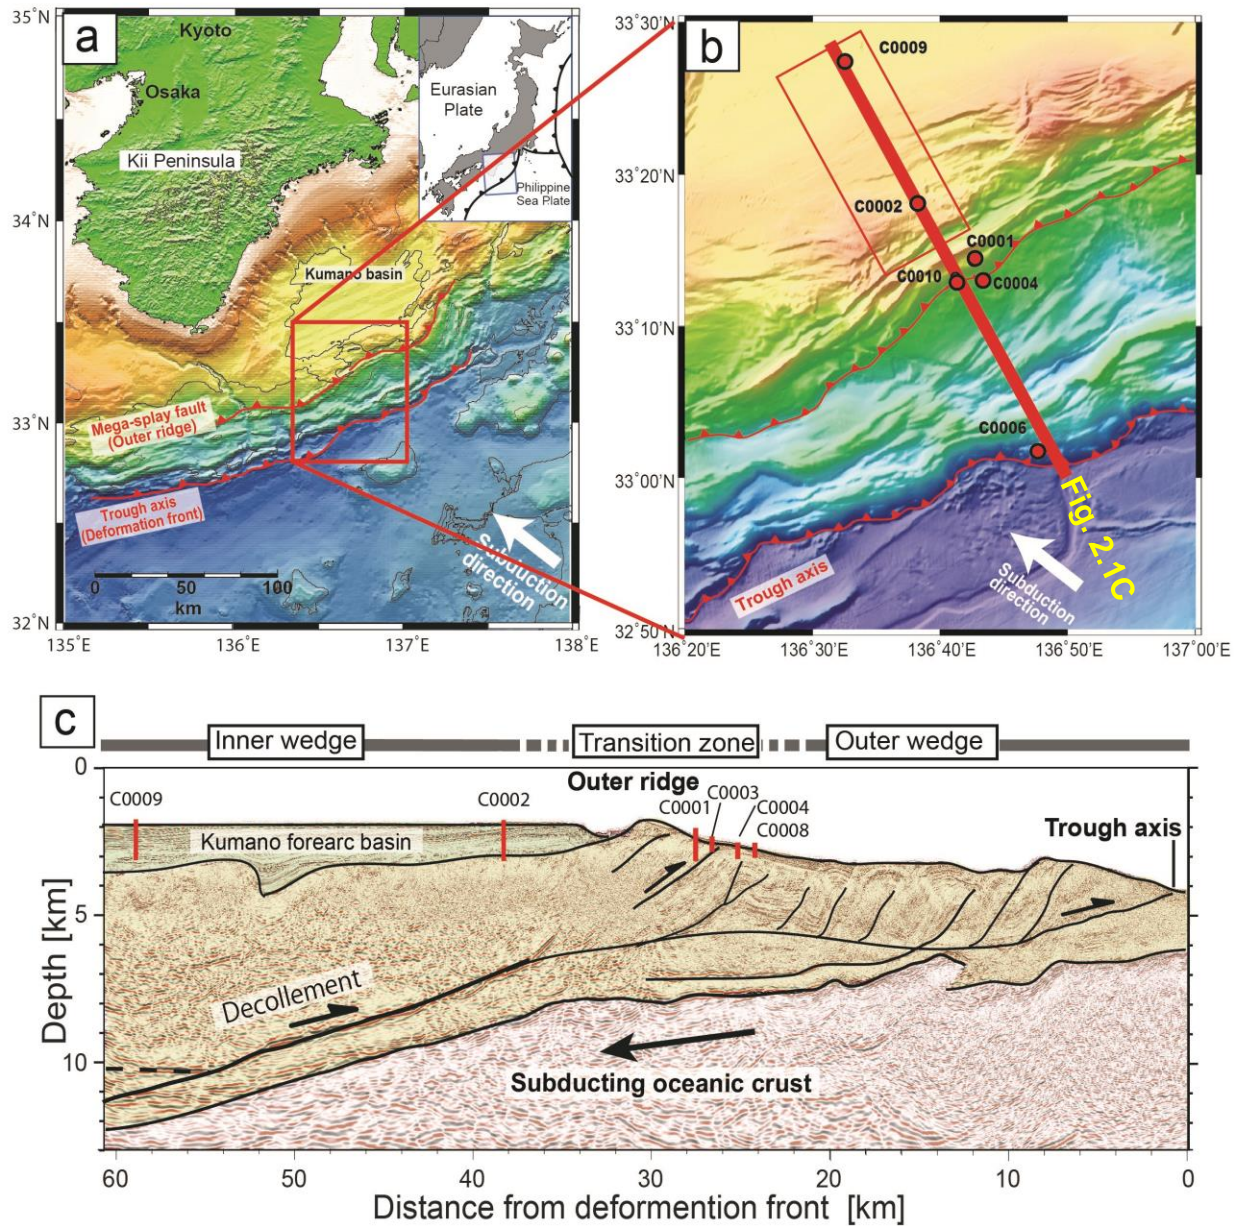 a
35°N
34°N
33°N
32°N
135°E
136°E
137°E
138°E
Kyoto
Osaka
Kii Peninsula
Kumano basin
Mega-splay fault
(Outer ridge)
Trough axis
(Deformation front)
0 50 100
km
Subduction
direction
Eurasian
Plate
Philippine
Sea Plate
b
33°30'N
33°20'N
33°10'N
33°00'N
32°50'N
136°20'E
136°30'E
136°40'E
136°50'E
137°00'E
C0009
C0002
C0001
C0010
C0004
C0006
Fig. 2.1C
Trough axis
Subduction
direction
c
Inner wedge
Transition zone
Outer wedge
Outer ridge
C0009
C0002
C0001
C0003
C0004
C0008
Trough axis
Kumano forearc basin
Decollement
Subducting oceanic crust
0
5
10
Depth [km]
60 50 40 30 20 10 0
Distance from deformention front [km]